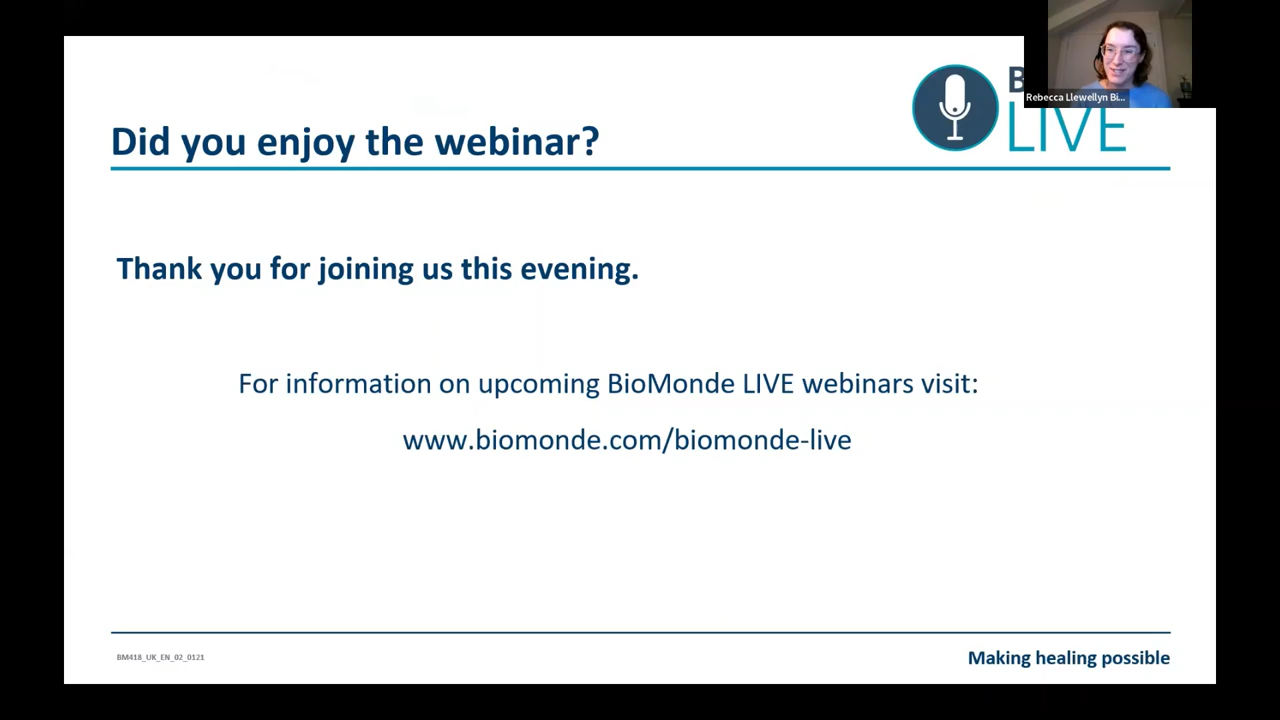 B
LIVE
Rebecca Llewellyn Bi...
Did you enjoy the webinar?
Thank you for joining us this evening.
For information on upcoming BioMonde LIVE webinars visit:
www.biomonde.com/biomonde-live
BM418_UK_EN_02_0121
Making healing possible